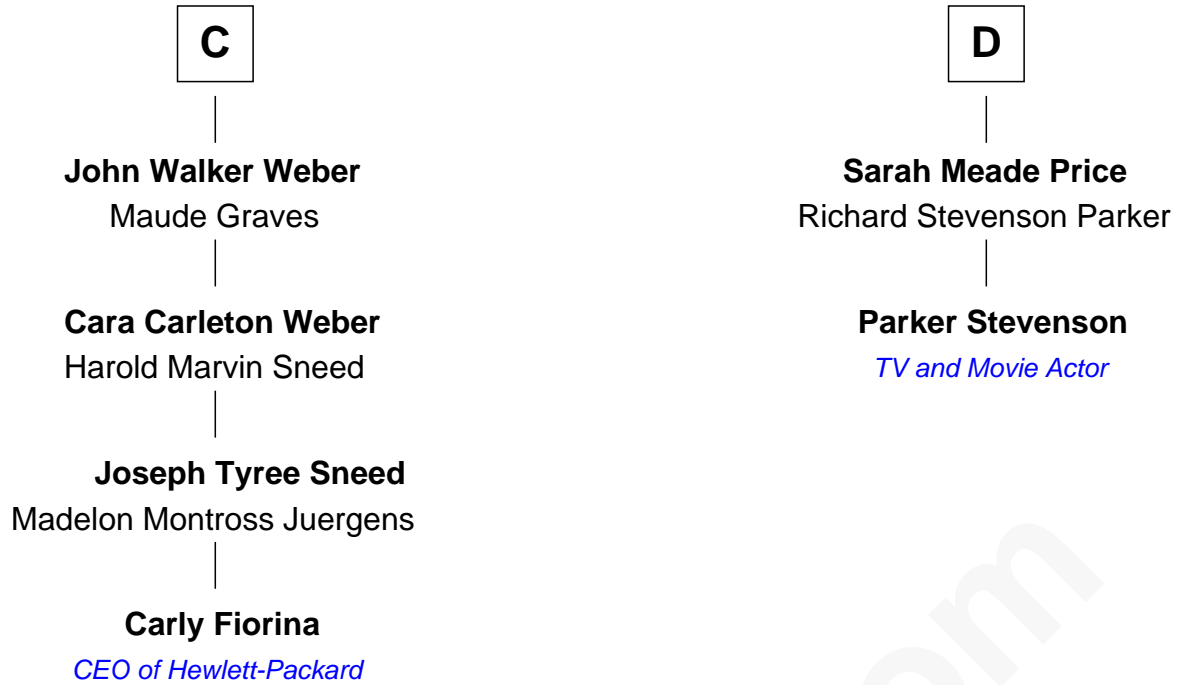 C
John Walker Weber
Maude Graves
Cara Carleton Weber
Harold Marvin Sneed
Joseph Tyree Sneed
Madelon Montross Juergens
Carly Fiorina
CEO of Hewlett-Packard
D
Sarah Meade Price
Richard Stevenson Parker
Parker Stevenson
TV and Movie Actor
om